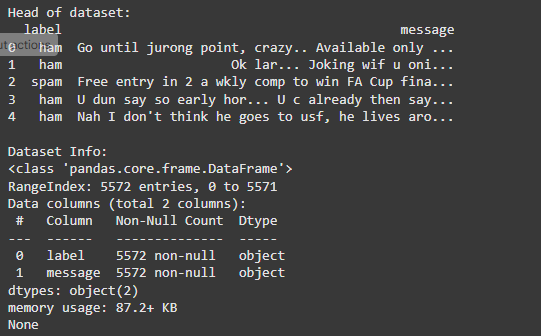 Head of dataset:
label message
0 ham Go until jurong point, crazy.. Available only ...
1 ham Ok lar... Joking wif u oni...
2 spam Free entry in 2 a wkly comp to win FA Cup fina...
3 ham U dun say so early hor... U c already then say...
4 ham Nah I don't think he goes to usf, he lives aro...
Dataset Info:
<class 'pandas.core.frame.DataFrame'>
RangeIndex: 5572 entries, 0 to 5571
Data columns (total 2 columns):
# Column Non-Null Count Dtype
--- ------ -------------- -----
0 label 5572 non-null object
1 message 5572 non-null object
dtypes: object(2)
memory usage: 87.2+ KB
None